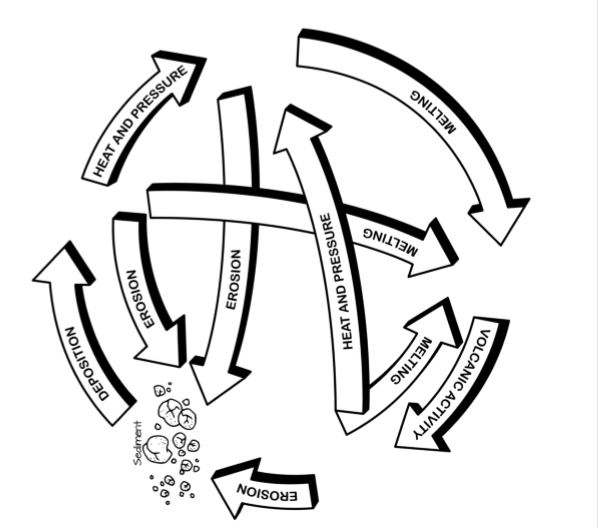 HEAT AND PRESSURE
MELTING
MELTING
HEAT AND PRESSURE
EROSION
EROSION
DEPOSITION
MELTING
VOLCANIC ACTIVITY
Sediment
EROSION